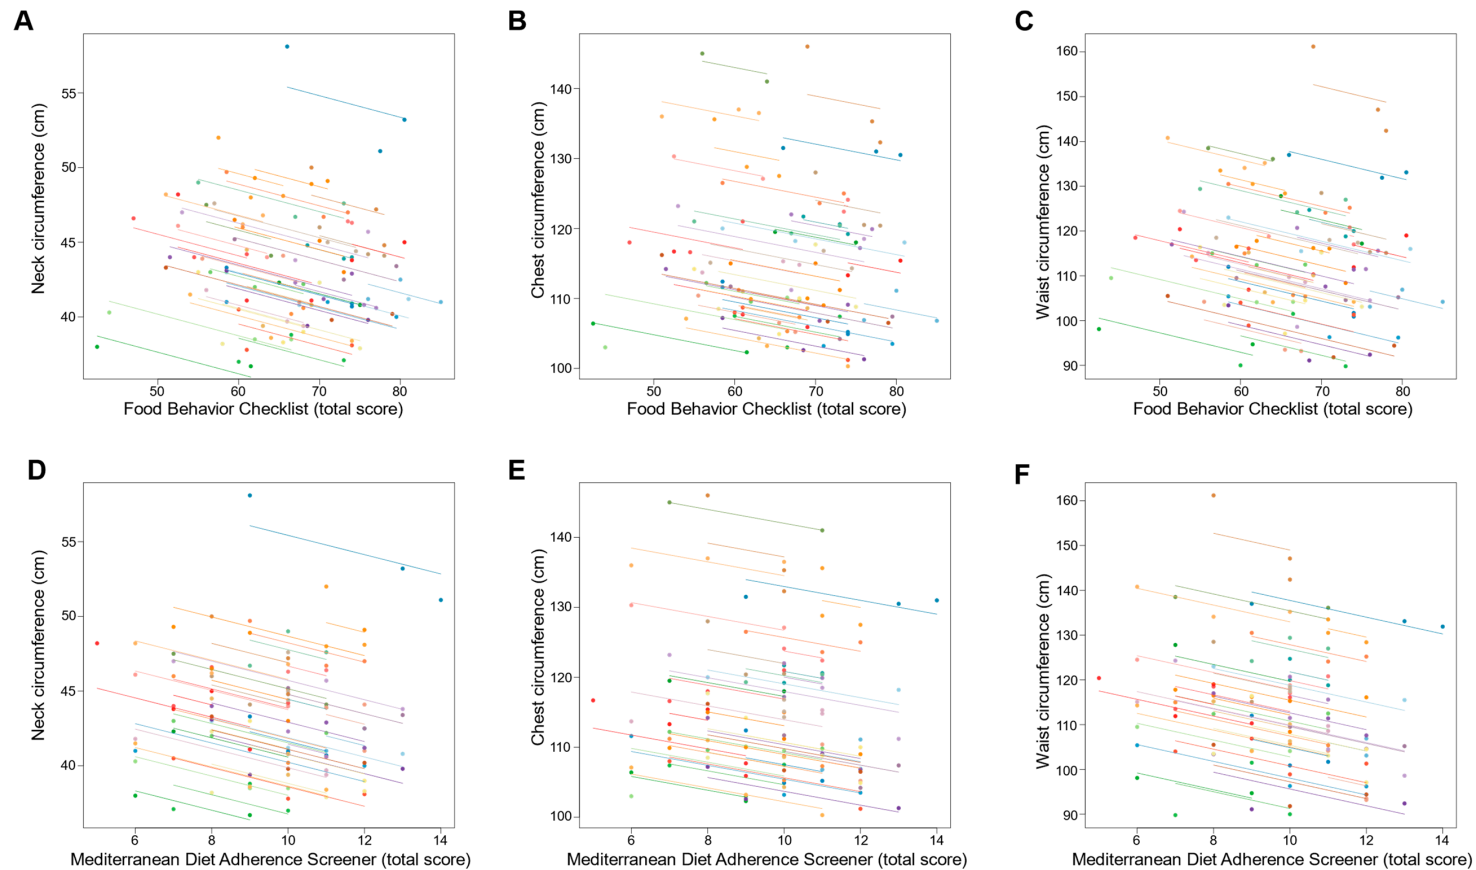 A
B
C
Neck circumference (cm)
55
50
45
40
50 60 70 80
Food Behavior Checklist (total score)
Chest circumference (cm)
140
130
120
110
100
50 60 70 80
Food Behavior Checklist (total score)
Waist circumference (cm)
160
150
140
130
120
110
100
90
50 60 70 80
Food Behavior Checklist (total score)
D
E
F
Neck circumference (cm)
55
50
45
40
6 8 10 12 14
Mediterranean Diet Adherence Screener (total score)
Chest circumference (cm)
140
130
120
110
100
6 8 10 12 14
Mediterranean Diet Adherence Screener (total score)
Waist circumference (cm)
160
150
140
130
120
110
100
90
6 8 10 12 14
Mediterranean Diet Adherence Screener (total score)